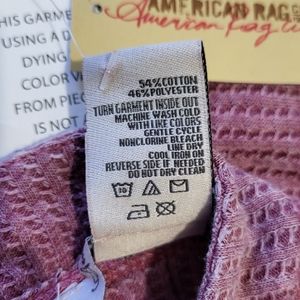 THIS GARM
USING A D
DYING
COLOR V
FROM PIEC
IS NOT A
AMERICAN RAG
American Rag Ci
54%COTTON
46%POLYESTER
TURN GARMENT INSIDE OUT
MACHINE WASH COLD
WITH LIKE COLORS
GENTLE CYCLE
NONCLORINE BLEACH
LINE DRY
COOL IRON ON
REVERSE SIDE IF NEEDED
DO NOT DRY CLEAN